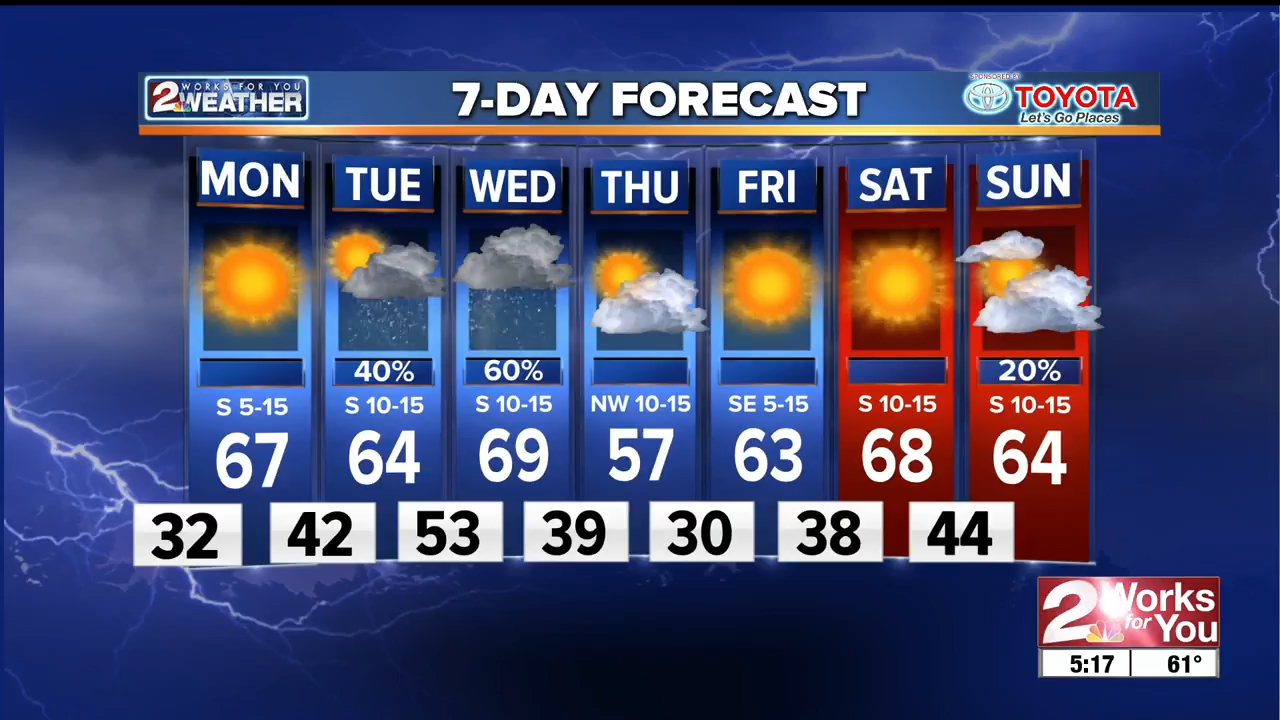 2 WORKS FOR YOU
WEATHER
7-DAY FORECAST
SPONSORED BY
TOYOTA
Let's Go Places
MON TUE WED THU FRI SAT SUN
40% 60% 20%
S 5-15 S 10-15 S 10-15 NW 10-15 SE 5-15 S 10-15 S 10-15
67 64 69 57 63 68 64
32 42 53 39 30 38 44
2 Works
for You
5:17 61°